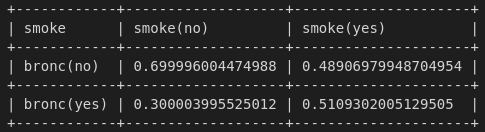 +------------+-------------------+---------------------+
| smoke      | smoke(no)         | smoke(yes)          |
+------------+-------------------+---------------------+
| bronc(no)  | 0.699996004474988 | 0.48906979948704954 |
+------------+-------------------+---------------------+
| bronc(yes) | 0.300003995525012 | 0.5109302005129505  |
+------------+-------------------+---------------------+